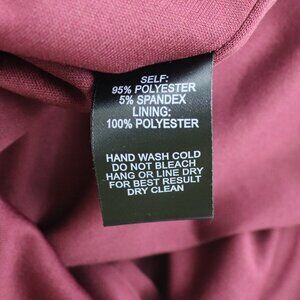 SELF:
95% POLYESTER
5% SPANDEX
LINING:
100% POLYESTER
HAND WASH COLD
DO NOT BLEACH
HANG OR LINE DRY
FOR BEST RESULT
DRY CLEAN